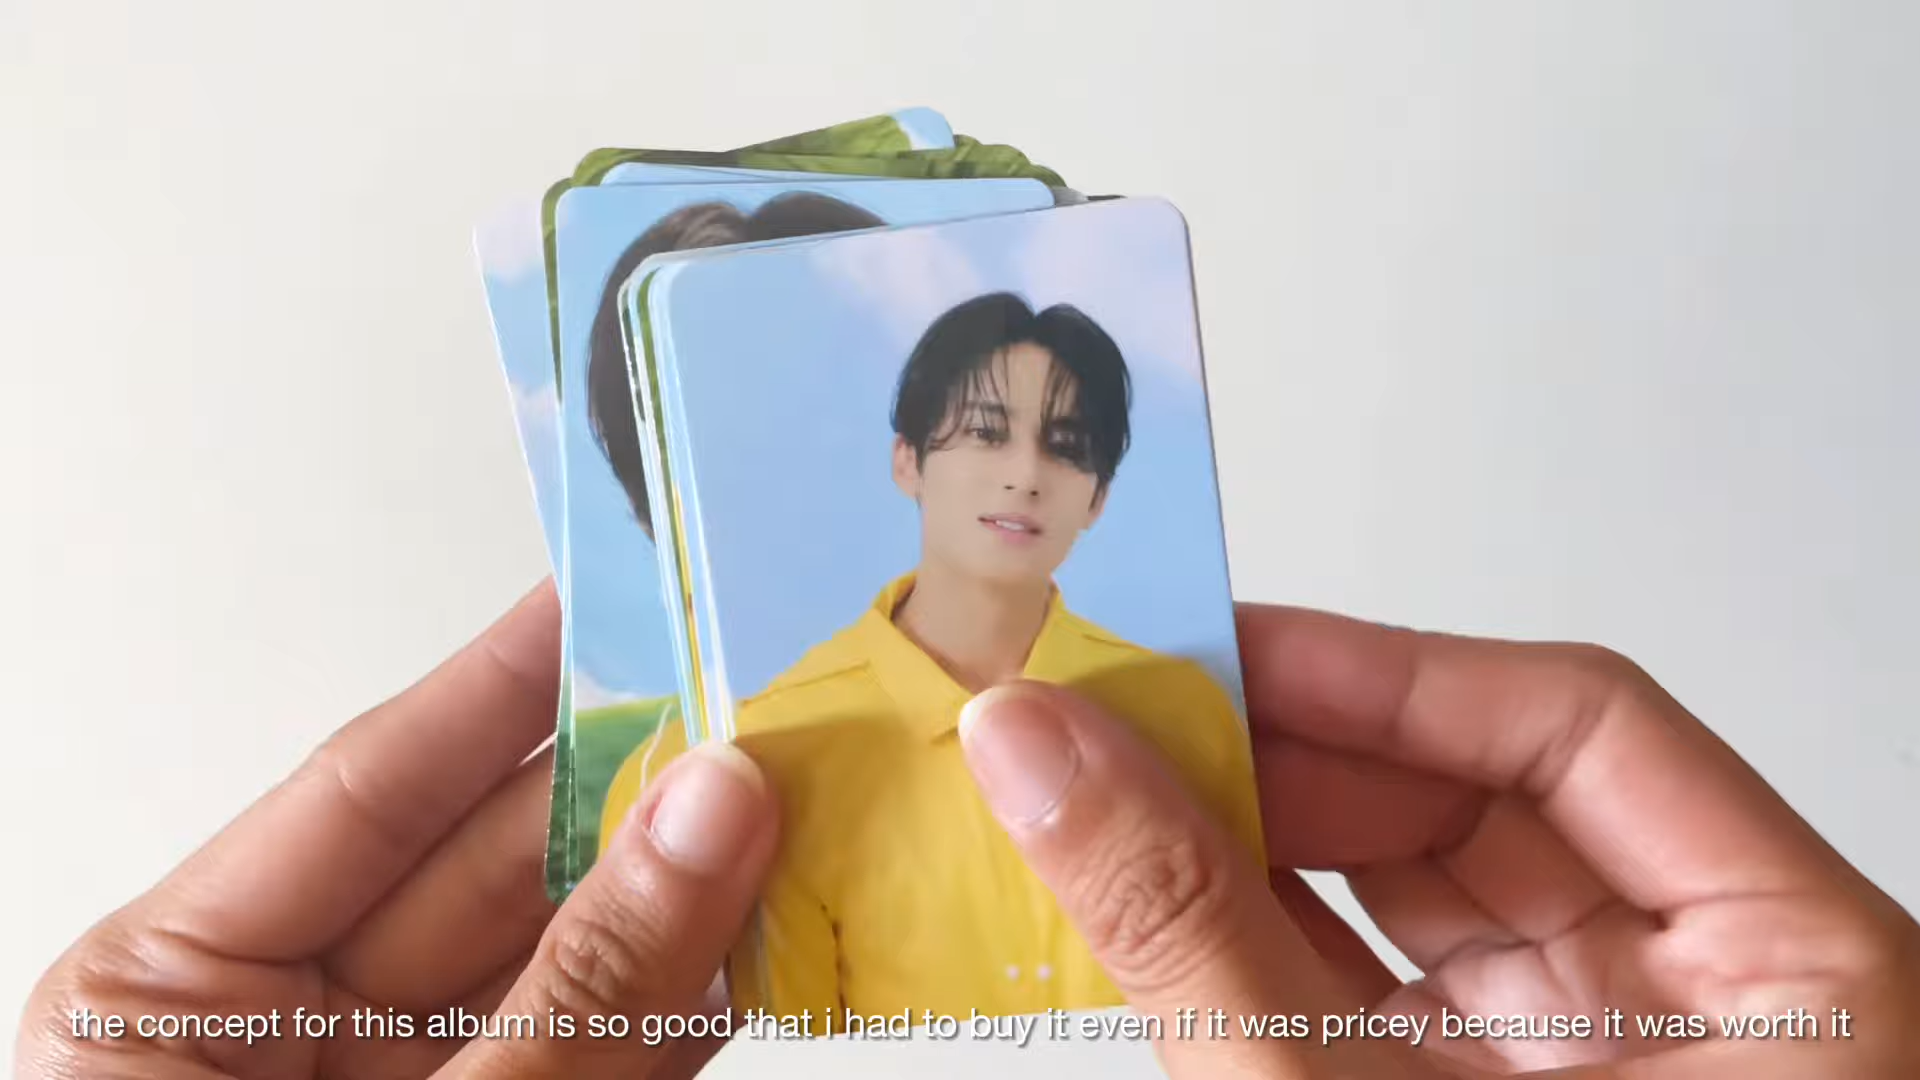 the concept for this album is so good that i had to buy it even if it was pricey because it was worth it